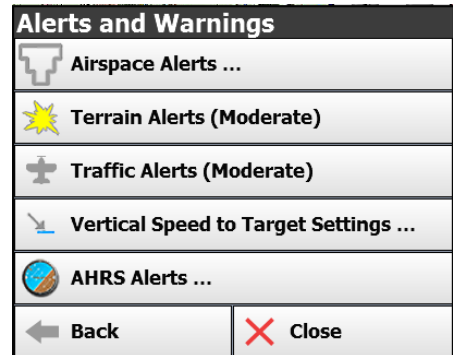 Alerts and Warnings
Airspace Alerts ...
Terrain Alerts (Moderate)
Traffic Alerts (Moderate)
Vertical Speed to Target Settings ...
AHRS Alerts ...
Back
Close